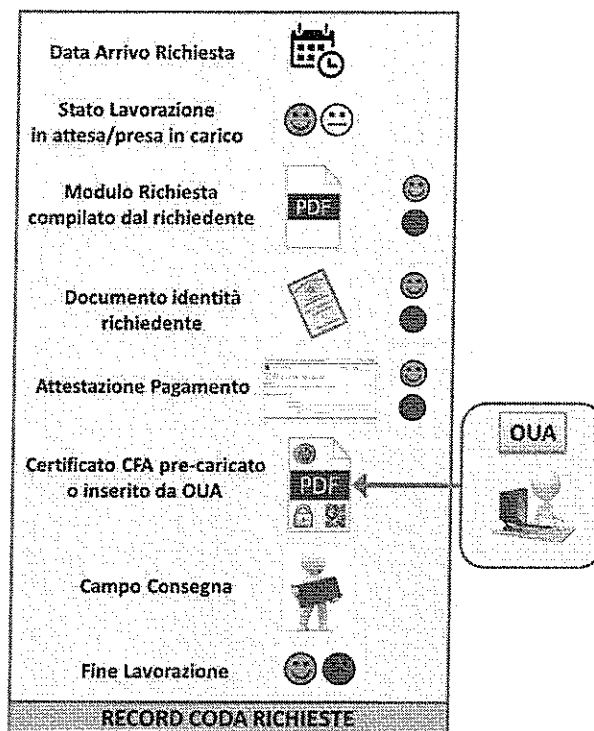 Data Arrivo Richiesta
Stato Lavorazione
in attesa/presa in carico
Modulo Richiesta
compilato dal richiedente
PDF
Documento identità
richiedente
Attestazione Pagamento
OUA
Certificato CFA pre-caricato
o inserito da OUA
PDF
Campo Consegna
Fine Lavorazione
RECORD CODA RICHIESTE